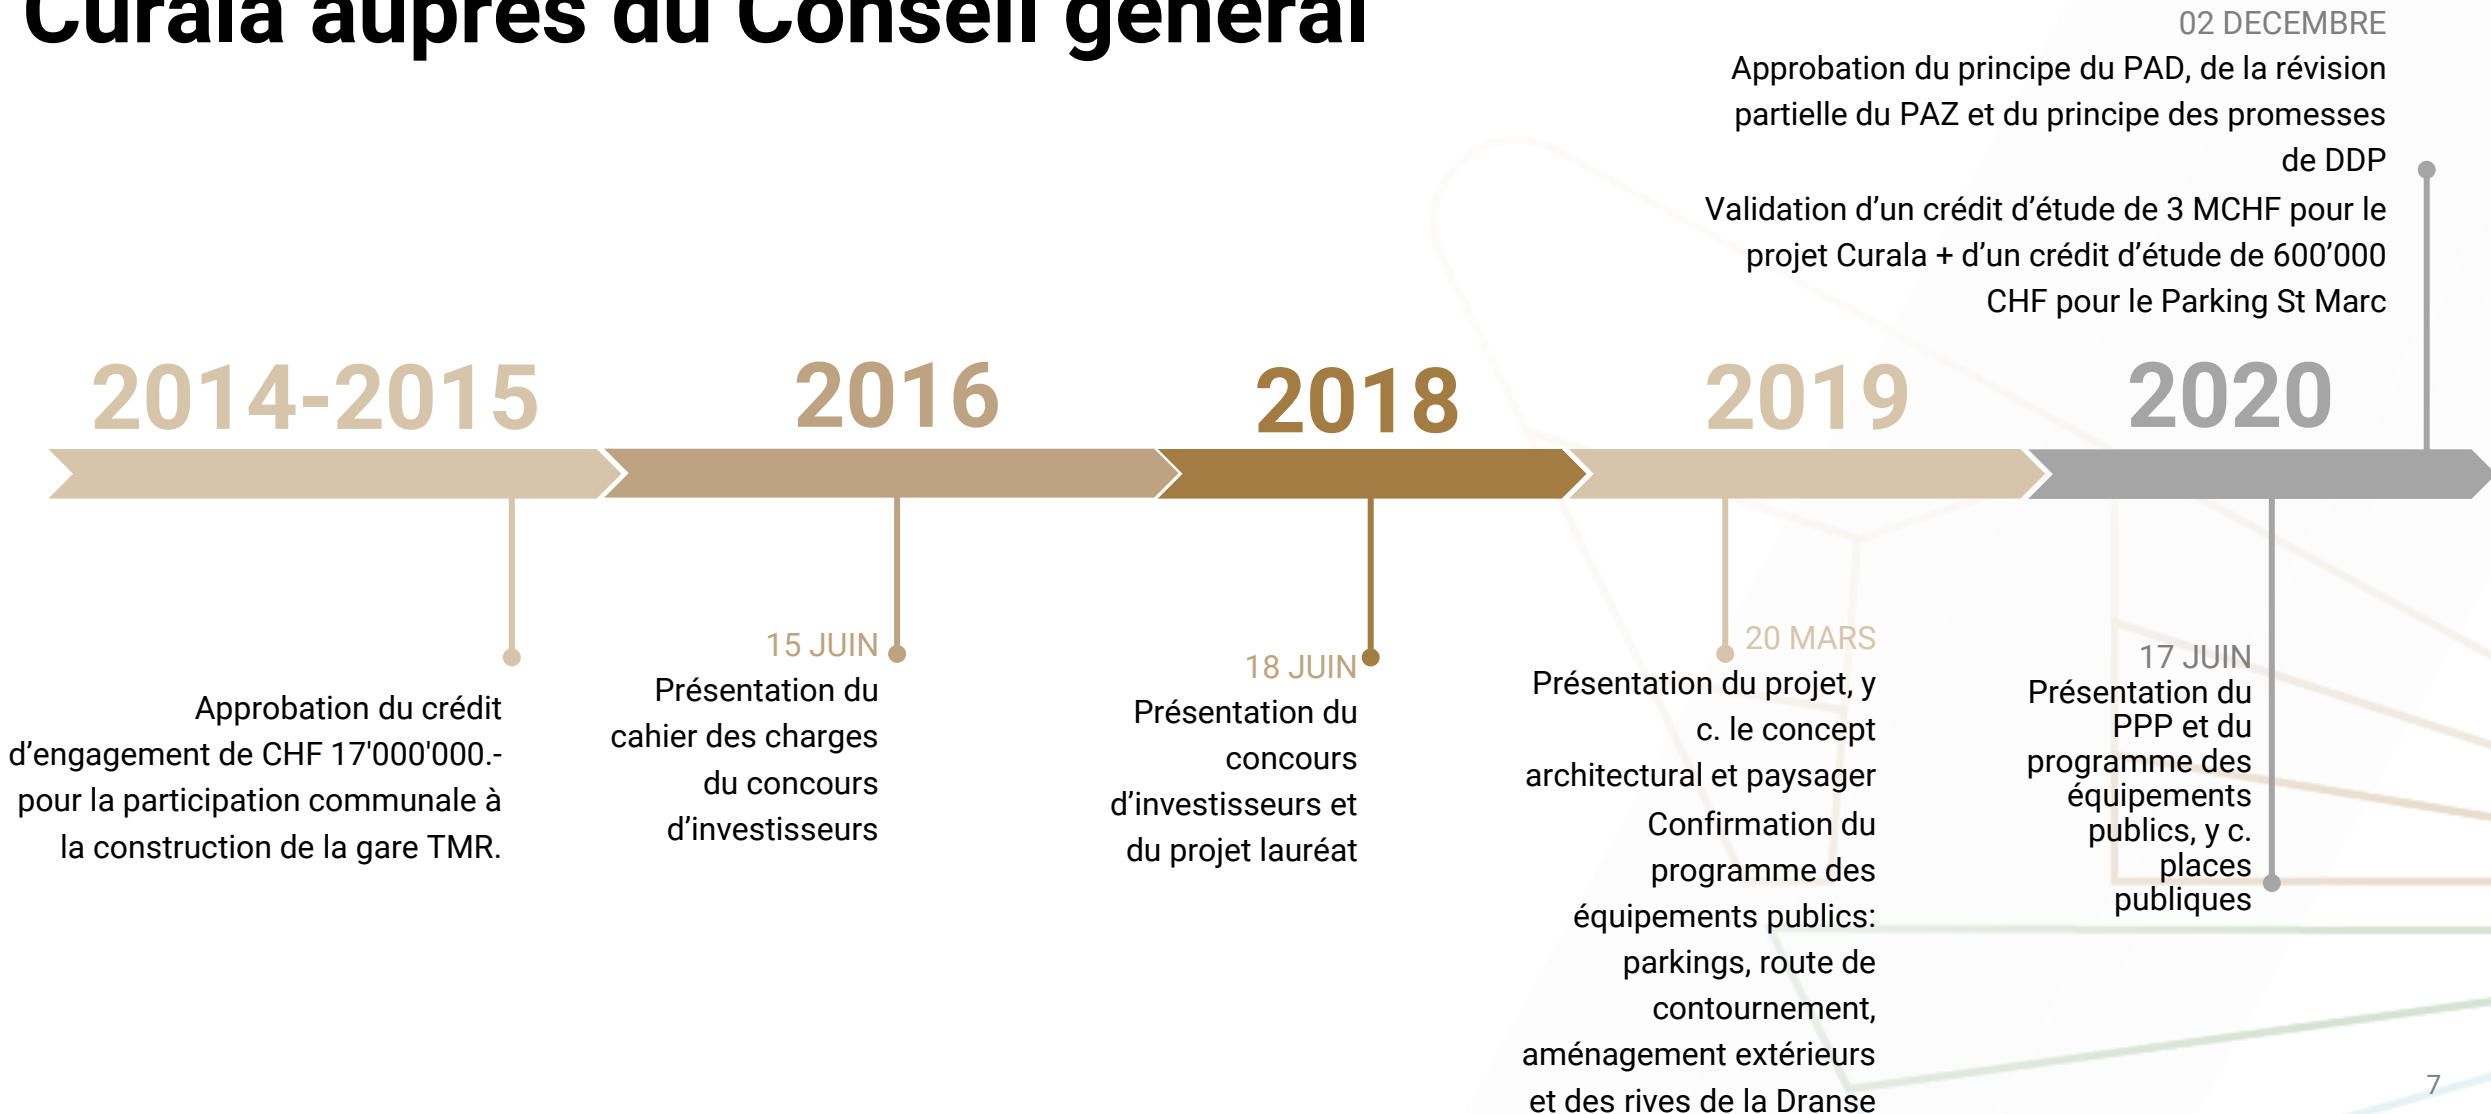 Curala auprès du Conseil général
02 DECEMBRE
Approbation du principe du PAD, de la révision
partielle du PAZ et du principe des promesses
de DDP
Validation d’un crédit d’étude de 3 MCHF pour le
projet Curala + d’un crédit d’étude de 600’000
CHF pour le Parking St Marc
2014-2015
2016
2018
2019
2020
Approbation du crédit
d’engagement de CHF 17'000'000.-
pour la participation communale à
la construction de la gare TMR.
15 JUIN
Présentation du
cahier des charges
du concours
d’investisseurs
18 JUIN
Présentation du
concours
d’investisseurs et
du projet lauréat
20 MARS
Présentation du projet, y
c. le concept
architectural et paysager
Confirmation du
programme des
équipements publics:
parkings, route de
contournement,
aménagement extérieurs
et des rives de la Dranse
17 JUIN
Présentation du
PPP et du
programme des
équipements
publics, y c.
places
publiques
7